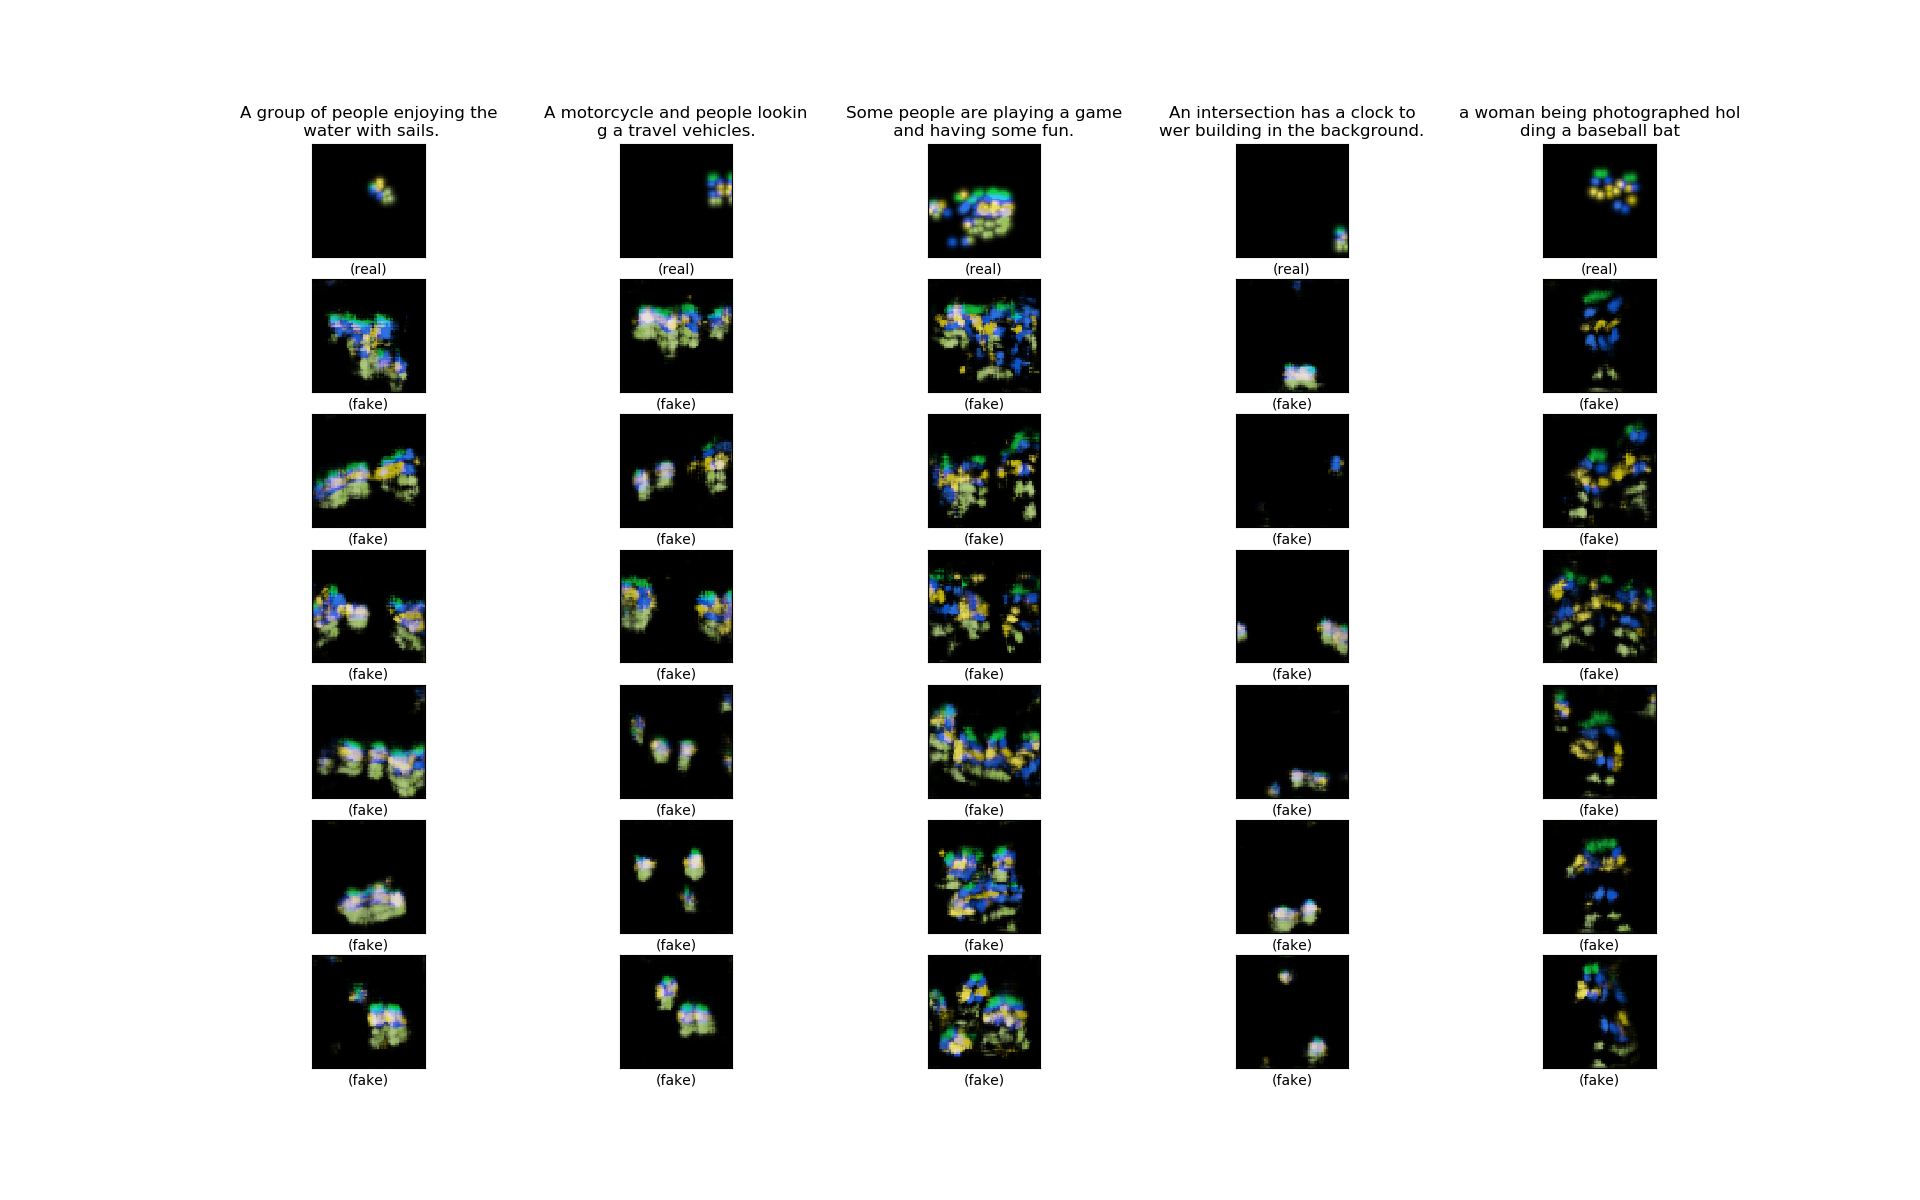 A group of people enjoying the
water with sails.
A motorcycle and people lookin
g a travel vehicles.
Some people are playing a game
and having some fun.
An intersection has a clock to
wer building in the background.
a woman being photographed hol
ding a baseball bat
(real) (real) (real) (real) (real)
(fake) (fake) (fake) (fake) (fake)
(fake) (fake) (fake) (fake) (fake)
(fake) (fake) (fake) (fake) (fake)
(fake) (fake) (fake) (fake) (fake)
(fake) (fake) (fake) (fake) (fake)
(fake) (fake) (fake) (fake) (fake)